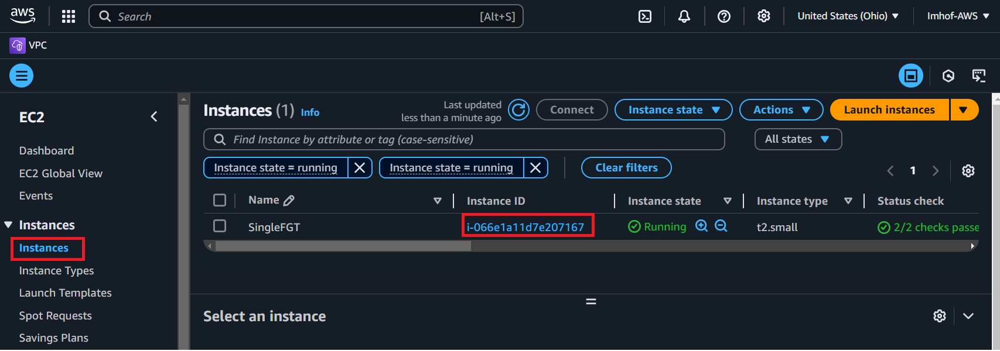 aws
Search [Alt+S]
United States (Ohio)
Imhof-AWS
VPC
EC2
Dashboard
EC2 Global View
Events
Instances
Instances
Instance Types
Launch Templates
Spot Requests
Savings Plans
Instances (1) Info
Last updated
less than a minute ago
Connect
Instance state
Actions
Launch instances
Find Instance by attribute or tag (case-sensitive)
All states
Instance state = running
Instance state = running
Clear filters
1
Name Instance ID Instance state Instance type Status check
SingleFGT i-066e1a11d7e207167 Running t2.small 2/2 checks passe
Select an instance